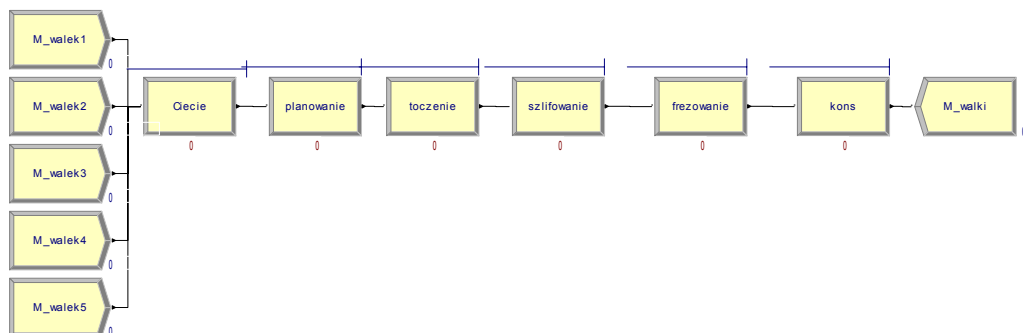 M_walek1
0
M_walek2
Ciecie
planowanie
toczenie
szlifowanie
frezowanie
kons
M_walki
0
0
0
0
0
0
0
M_walek3
0
M_walek4
0
M_walek5
0